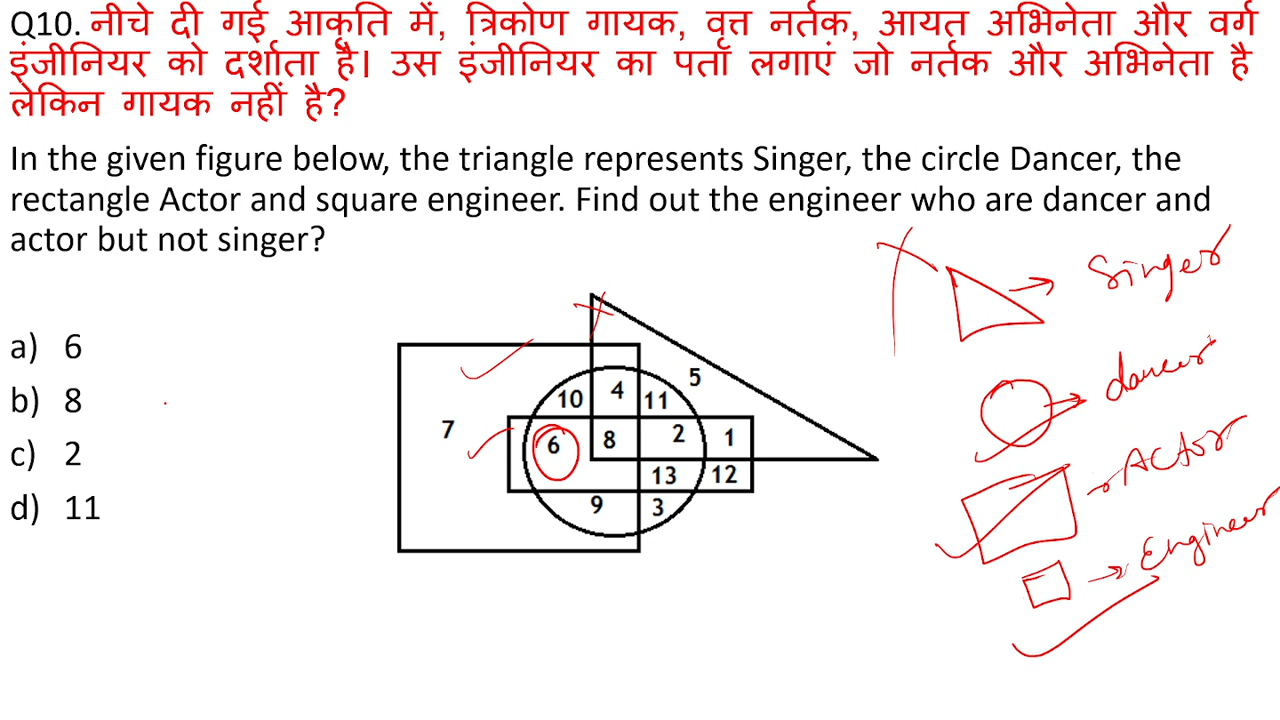 Q10. नीचे दी गई आकृति में, त्रिकोण गायक, वृत्त नर्तक, आयत अभिनेता और वर्ग
इंजीनियर को दर्शाता है। उस इंजीनियर का पता लगाएं जो नर्तक और अभिनेता है
लेकिन गायक नहीं है?
In the given figure below, the triangle represents Singer, the circle Dancer, the
rectangle Actor and square engineer. Find out the engineer who are dancer and
actor but not singer?
Singer
a) 6
dancer
5
10 4 11
b) 8
7 6 8 2 1
Actor
c) 2
13 12
d) 11
9 3
Engineer